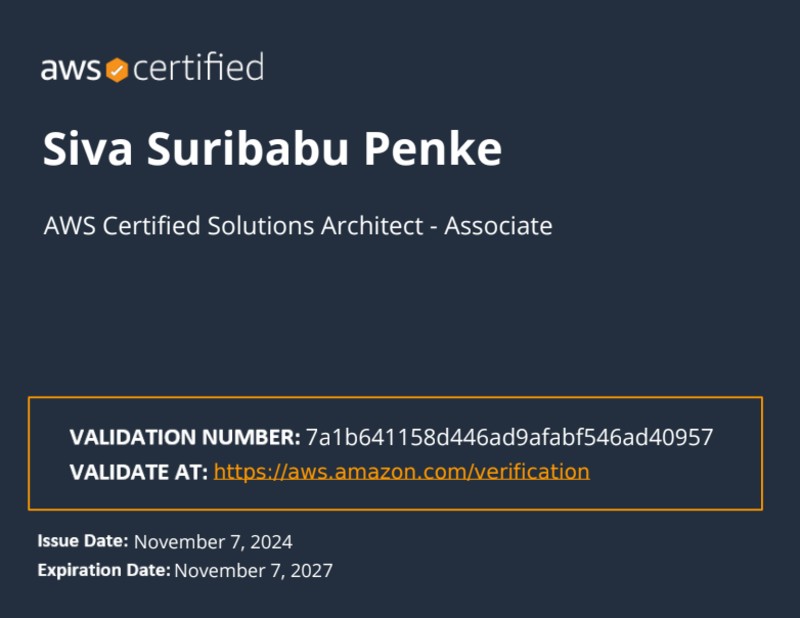 aws certified
Siva Suribabu Penke
AWS Certified Solutions Architect - Associate
VALIDATION NUMBER: 7a1b641158d446ad9afabf546ad40957
VALIDATE AT: https://aws.amazon.com/verification
Issue Date: November 7, 2024
Expiration Date: November 7, 2027